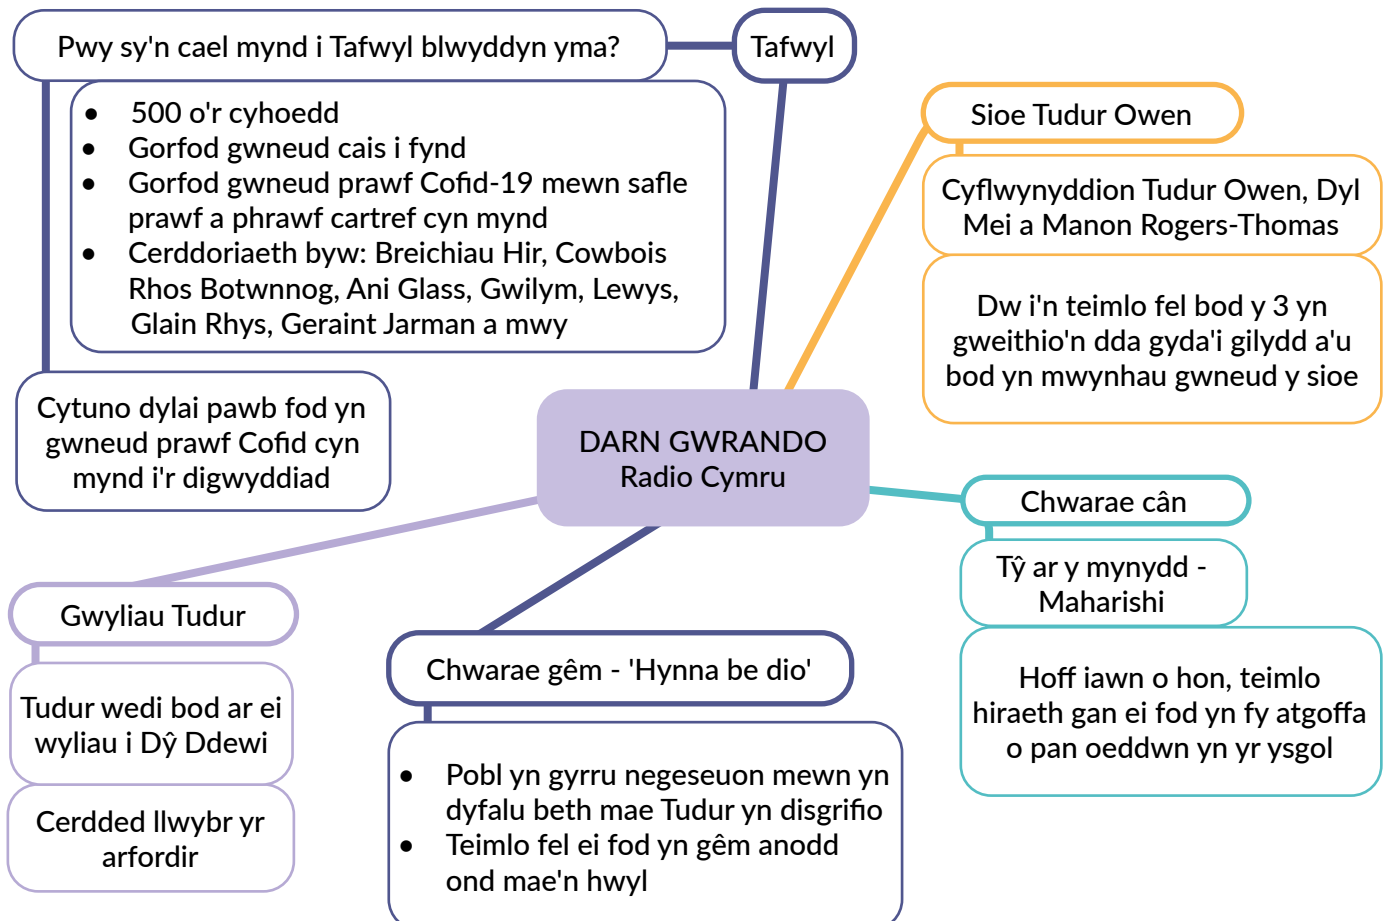 Pwy sy'n cael mynd i Tafwyl blwyddyn yma?
Tafwyl
• 500 o'r cyhoedd
• Gorfod gwneud cais i fynd
• Gorfod gwneud prawf Cofid-19 mewn safle
prawf a phrawf cartref cyn mynd
• Cerddoriaeth byw: Breichiau Hir, Cowbois
Rhos Botwnnog, Ani Glass, Gwilym, Lewys,
Glain Rhys, Geraint Jarman a mwy
Cytuno dylai pawb fod yn
gwneud prawf Cofid cyn
mynd i'r digwyddiad
Sioe Tudur Owen
Cyflwynyddion Tudur Owen, Dyl
Mei a Manon Rogers-Thomas
Dw i'n teimlo fel bod y 3 yn
gweithio'n dda gyda'i gilydd a'u
bod yn mwynhau gwneud y sioe
DARN GWRANDO
Radio Cymru
Chwarae cân
Tŷ ar y mynydd -
Maharishi
Hoff iawn o hon, teimlo
hiraeth gan ei fod yn fy atgoffa
o pan oeddwn yn yr ysgol
Gwyliau Tudur
Tudur wedi bod ar ei
wyliau i Dŷ Ddewi
Cerdded llwybr yr
arfordir
Chwarae gêm - 'Hynna be dio'
• Pobl yn gyrru negeseuon mewn yn
dyfalu beth mae Tudur yn disgrifio
• Teimlo fel ei fod yn gêm anodd
ond mae'n hwyl